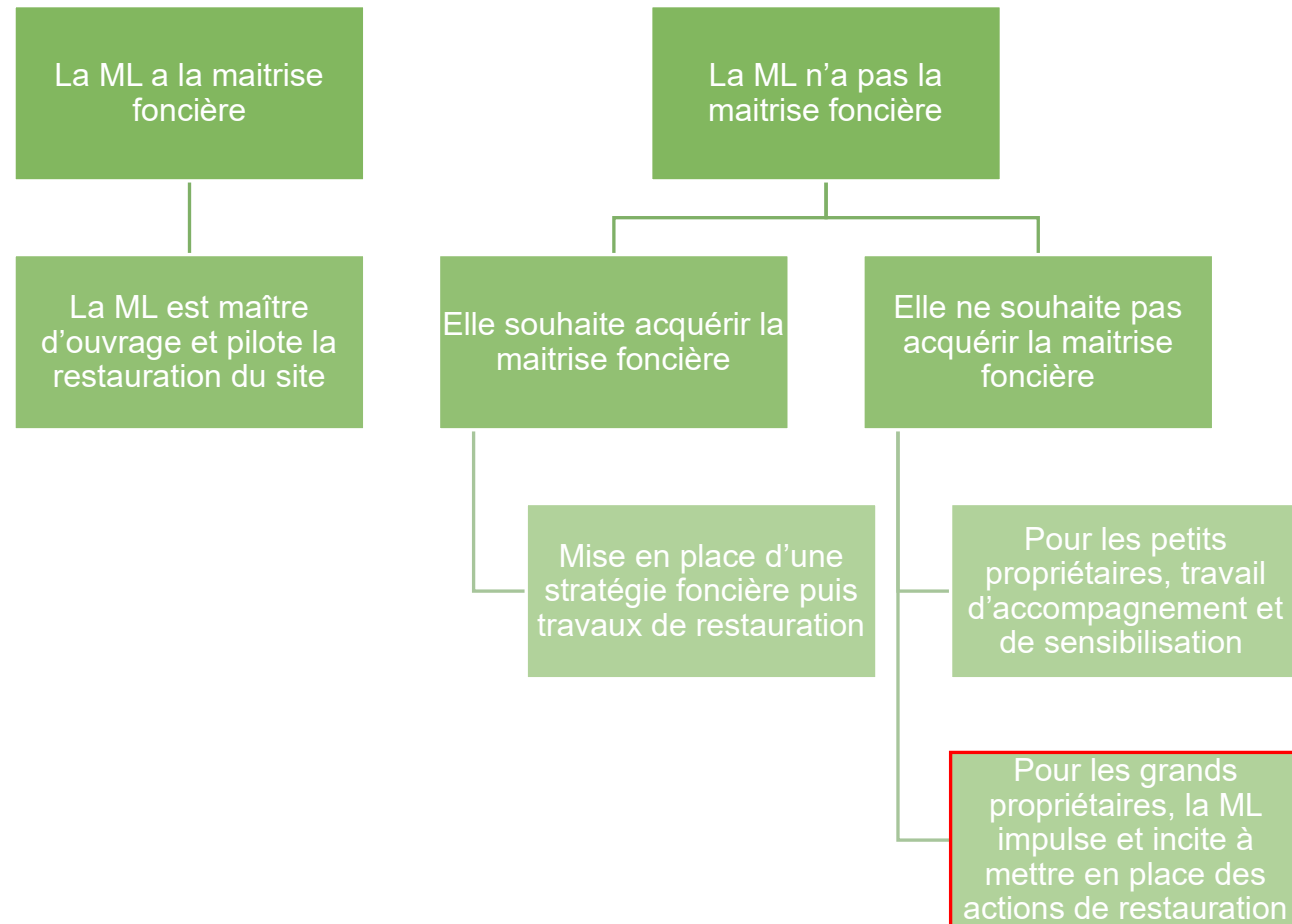 La ML a la maitrise
foncière
La ML n’a pas la
maitrise foncière
La ML est maître
d’ouvrage et pilote la
restauration du site
Elle souhaite acquérir la
maitrise foncière
Elle ne souhaite pas
acquérir la maitrise
foncière
Mise en place d’une
stratégie foncière puis
travaux de restauration
Pour les petits
propriétaires, travail
d’accompagnement et
de sensibilisation
Pour les grands
propriétaires, la ML
impulse et incite à
mettre en place des
actions de restauration